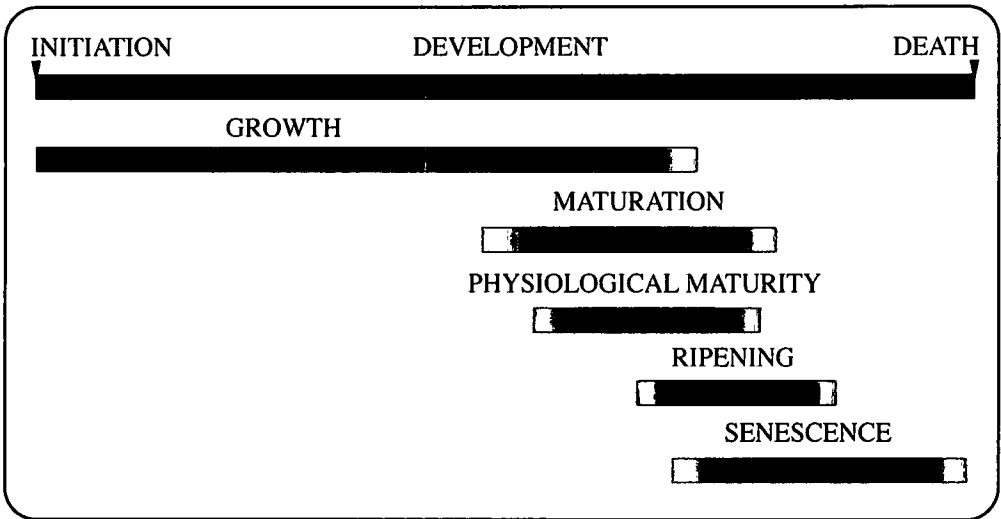 INITIATION DEVELOPMENT DEATH
GROWTH
MATURATION
PHYSIOLOGICAL MATURITY
RIPENING
SENESCENCE